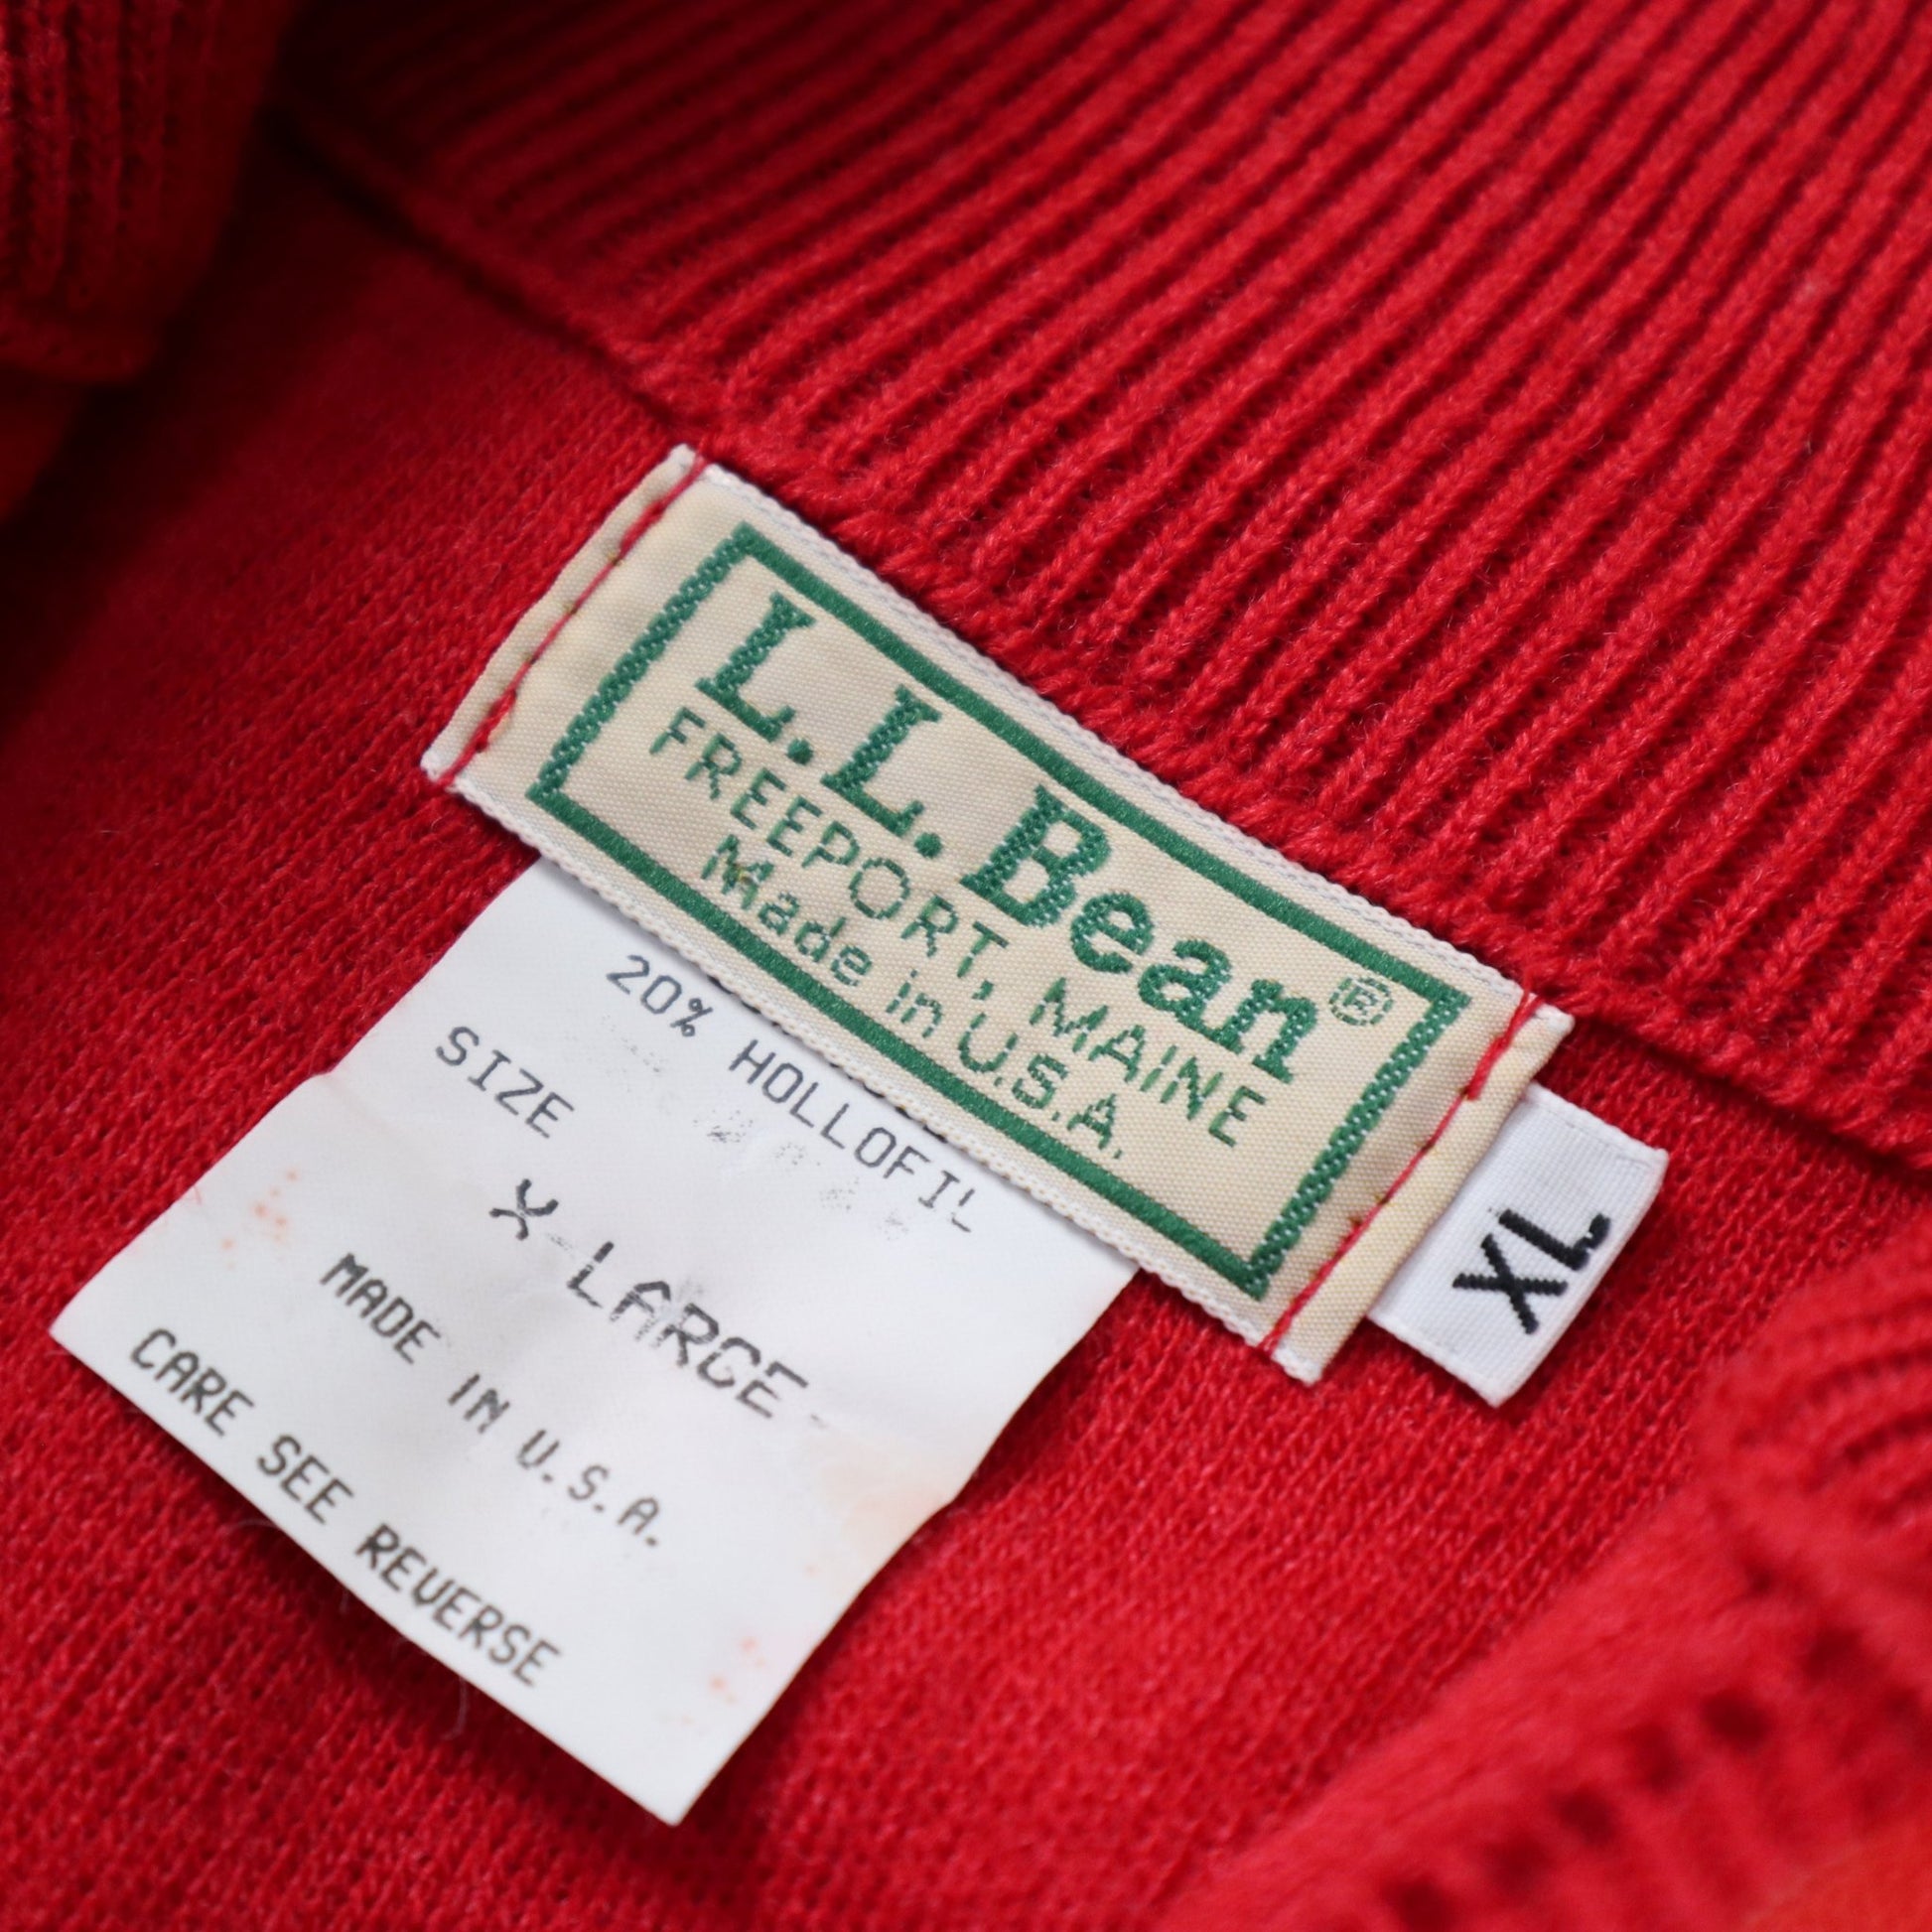 L.L.Bean®
FREEPORT, MAINE
Made in U.S.A.
XL
20% HOLLOFIL
SIZE
X-LARGE
MADE IN U.S.A.
CARE SEE REVERSE